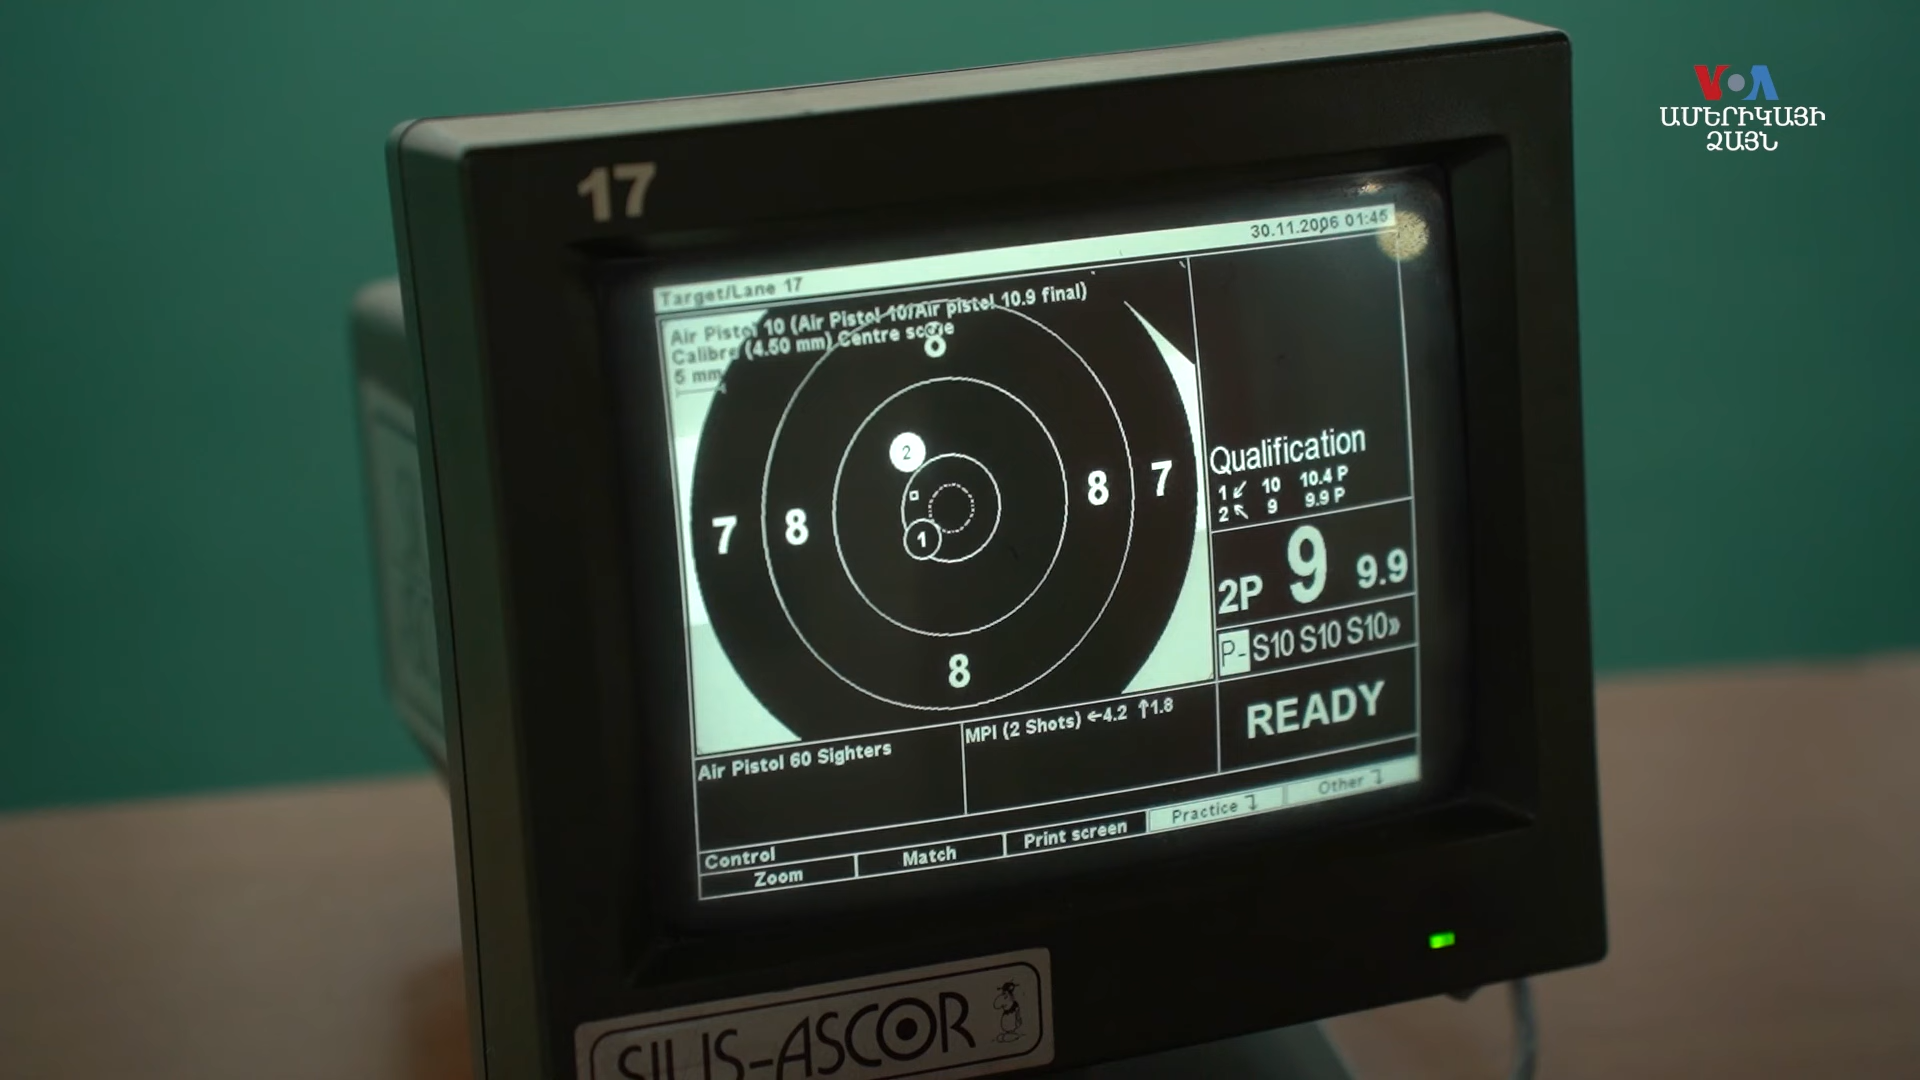 VOA
ԱՄԵՐԻԿԱՅԻ
ՁԱՅՆ
17
30.11.2006 01:45
Target/Lane 17
Air Pistol 10 (Air Pistol 10/Air pistol 10.9 final)
Calibre (4.50 mm) Centre score
5 mm
8
7 8 8 7
8
2
1
Qualification
1↙ 10 10.4 P
2↖ 9 9.9 P
2P 9 9.9
P- S10 S10 S10»
READY
MPI (2 Shots) ←4.2 ↑1.8
Air Pistol 60 Sighters
Control
Zoom Match Print screen Practice Other
SIUS-ASCOR